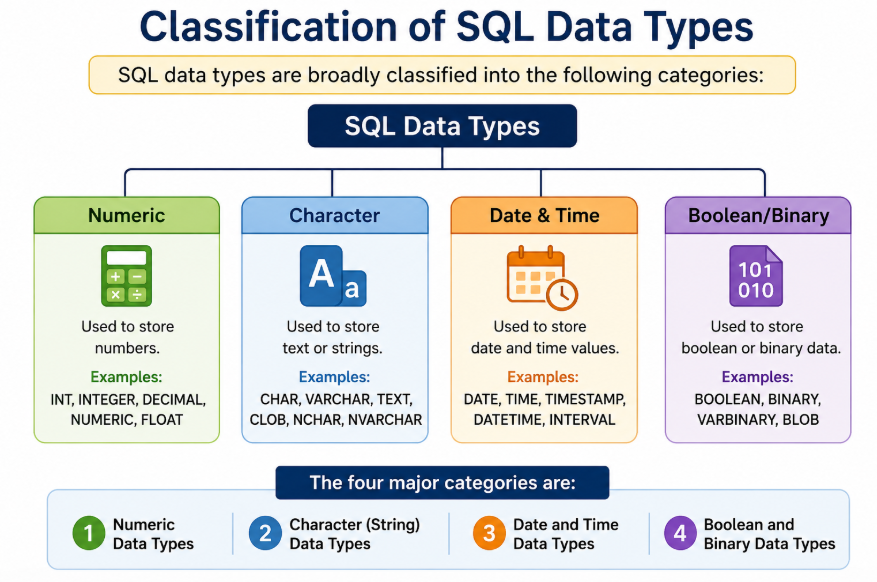 Classification of SQL Data Types
SQL data types are broadly classified into the following categories:
SQL Data Types
Numeric
Used to store
numbers.
Examples:
INT, INTEGER, DECIMAL,
NUMERIC, FLOAT
Character
A a
Used to store
text or strings.
Examples:
CHAR, VARCHAR, TEXT,
CLOB, NCHAR, NVARCHAR
Date & Time
Used to store
date and time values.
Examples:
DATE, TIME, TIMESTAMP,
DATETIME, INTERVAL
Boolean/Binary
101
010
Used to store
boolean or binary data.
Examples:
BOOLEAN, BINARY,
VARBINARY, BLOB
The four major categories are:
1 Numeric
Data Types
2 Character (String)
Data Types
3 Date and Time
Data Types
4 Boolean and
Binary Data Types